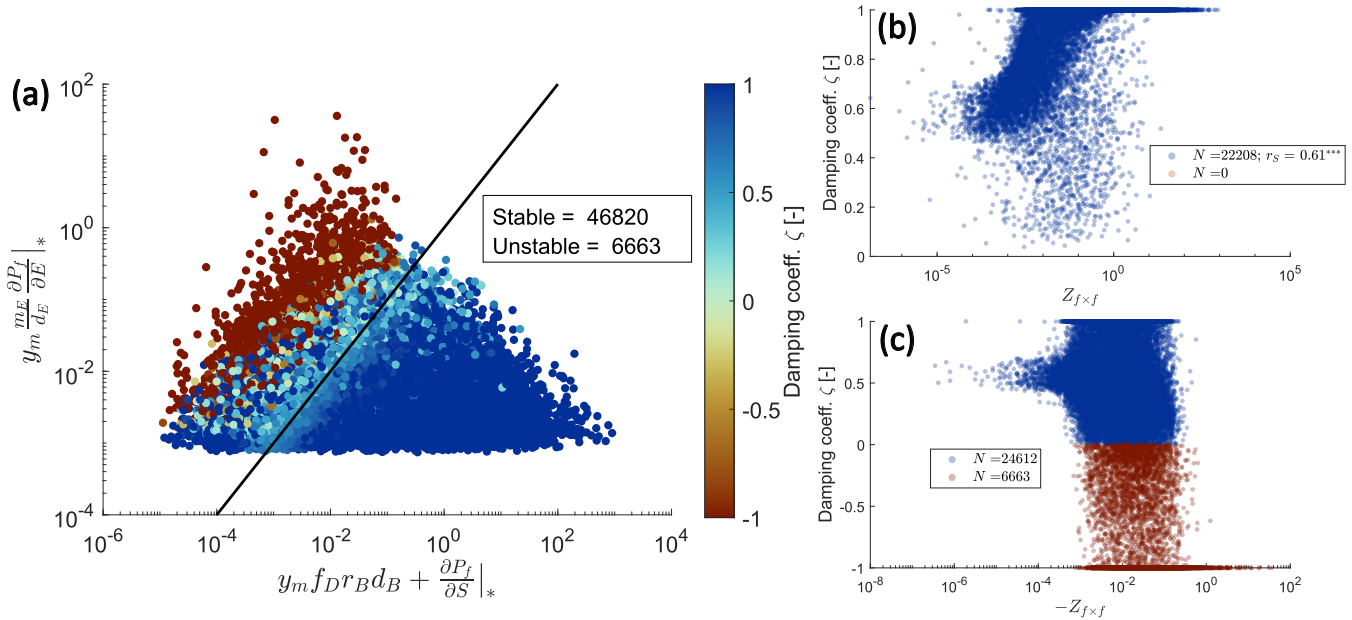 (a)
10^2
10^0
10^-2
10^-4
y_m m_E/d_E ∂P_f/∂E|_*
10^-6
10^-4
10^-2
10^0
10^2
10^4
y_m f_D r_B d_B + ∂P_f/∂S|_*
Stable = 46820
Unstable = 6663
1
0.5
0
-0.5
-1
Damping coeff. ζ [-]
(b)
1
0.8
0.6
0.4
0.2
0
Damping coeff. ζ [-]
N =22208; r_S = 0.61***
N =0
10^-5
10^0
10^5
Z_{f×f}
(c)
1
0.5
0
-0.5
-1
Damping coeff. ζ [-]
N =24612
N =6663
10^-8
10^-6
10^-4
10^-2
10^0
10^2
−Z_{f×f}